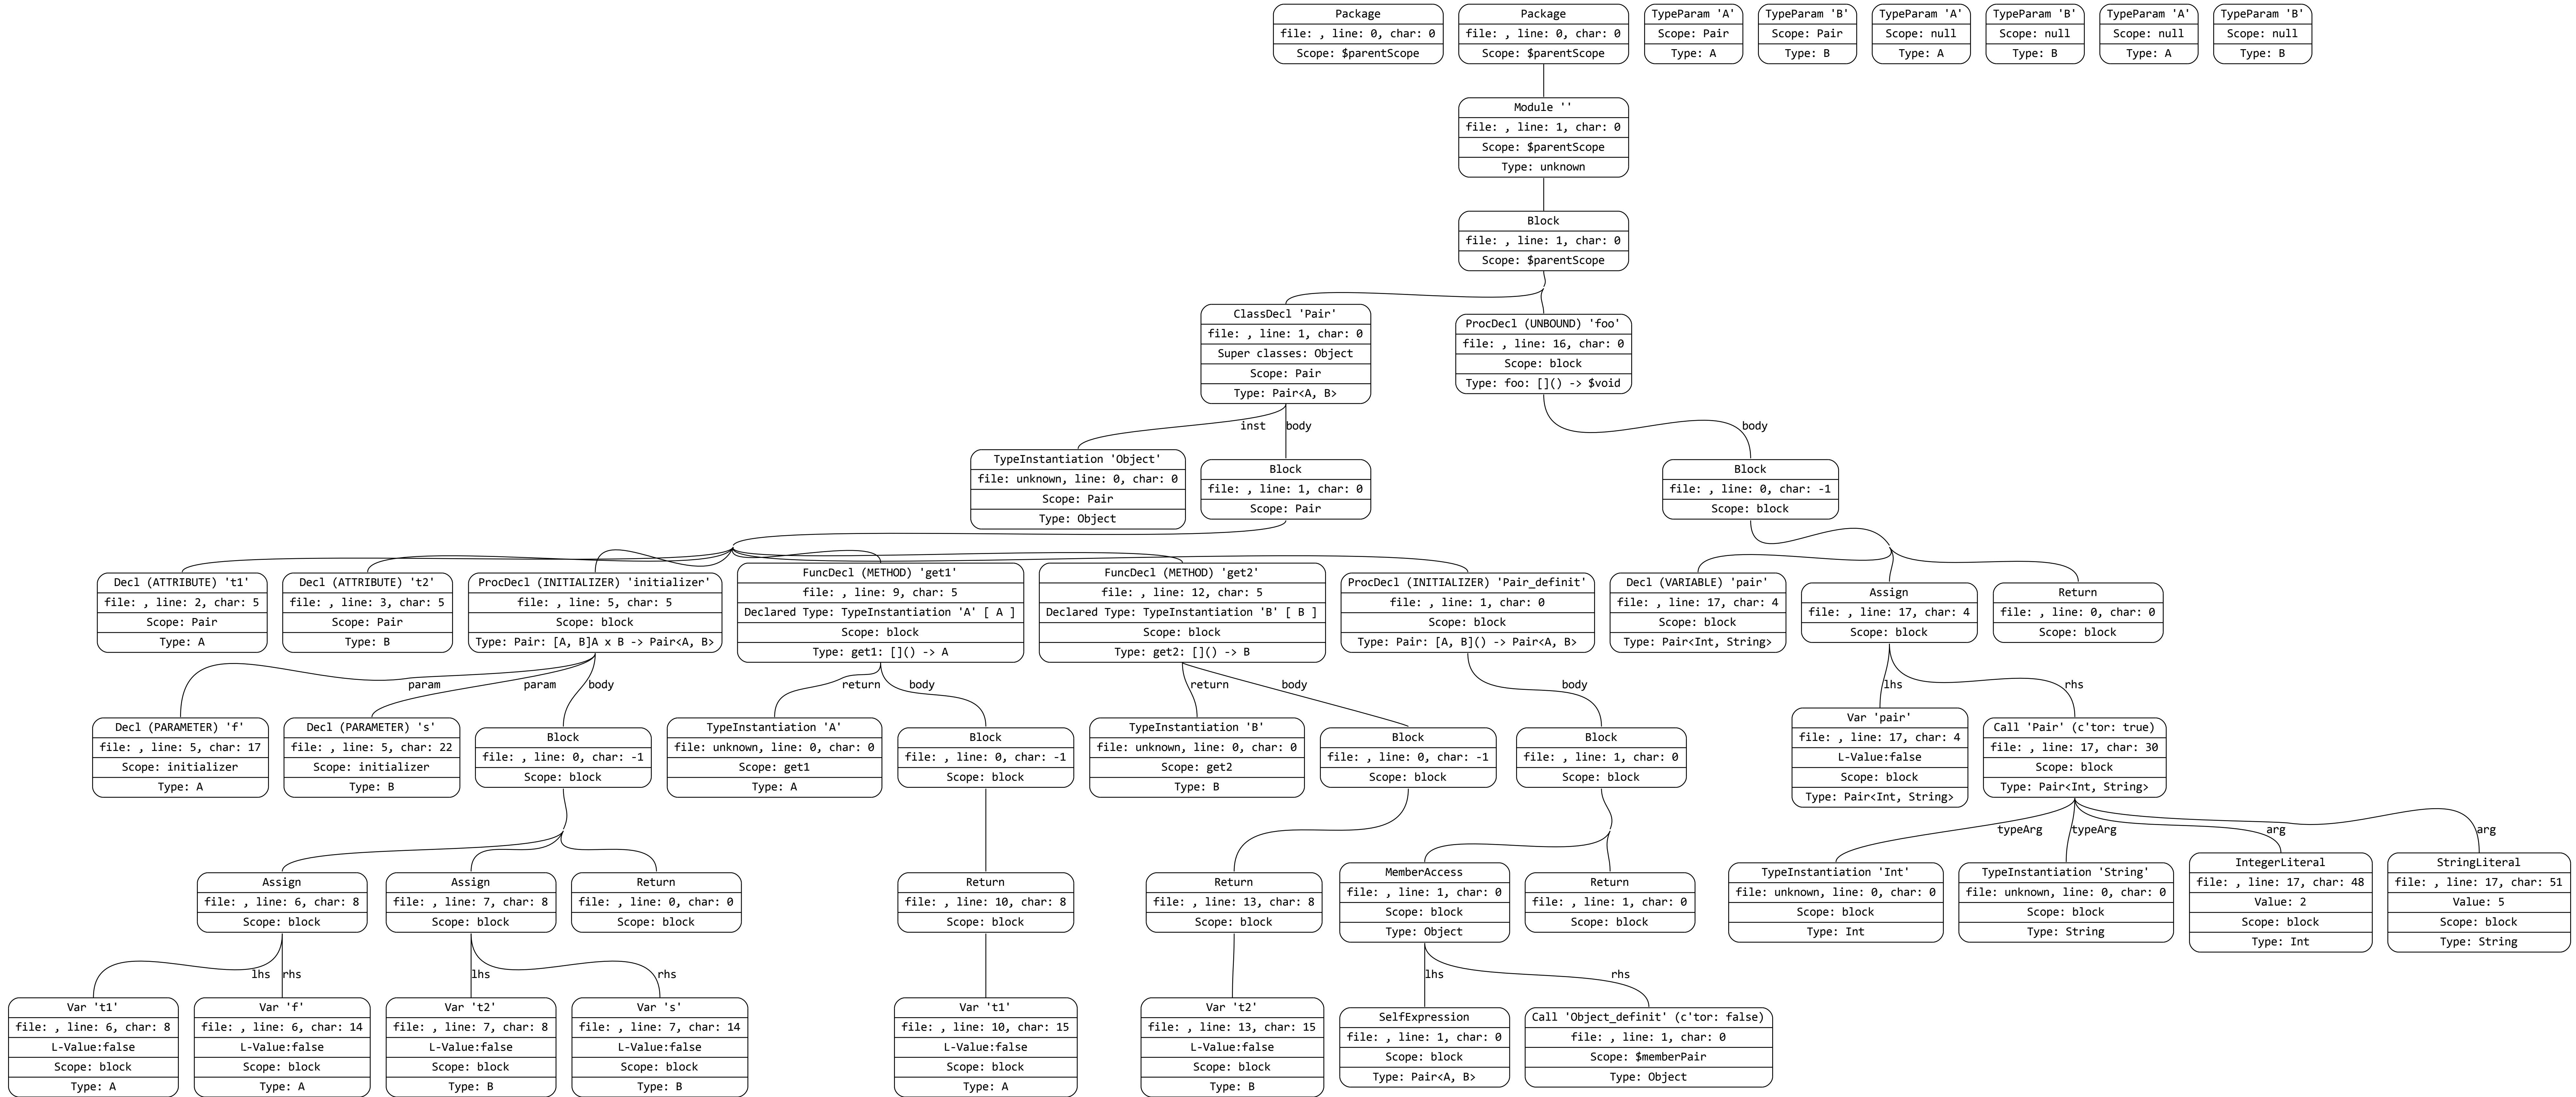 Package
file: , line: 0, char: 0
Scope: $parentScope
Package
file: , line: 0, char: 0
Scope: $parentScope
TypeParam 'A'
Scope: Pair
Type: A
TypeParam 'B'
Scope: Pair
Type: B
TypeParam 'A'
Scope: null
Type: A
TypeParam 'B'
Scope: null
Type: B
TypeParam 'A'
Scope: null
Type: A
TypeParam 'B'
Scope: null
Type: B
Module ''
file: , line: 1, char: 0
Scope: $parentScope
Type: unknown
Block
file: , line: 1, char: 0
Scope: $parentScope
ClassDecl 'Pair'
file: , line: 1, char: 0
Super classes: Object
Scope: Pair
Type: Pair<A, B>
ProcDecl (UNBOUND) 'foo'
file: , line: 16, char: 0
Scope: block
Type: foo: []() -> $void
inst
body
body
TypeInstantiation 'Object'
file: unknown, line: 0, char: 0
Scope: Pair
Type: Object
Block
file: , line: 1, char: 0
Scope: Pair
Block
file: , line: 0, char: -1
Scope: block
Decl (ATTRIBUTE) 't1'
file: , line: 2, char: 5
Scope: Pair
Type: A
Decl (ATTRIBUTE) 't2'
file: , line: 3, char: 5
Scope: Pair
Type: B
ProcDecl (INITIALIZER) 'initializer'
file: , line: 5, char: 5
Scope: block
Type: Pair: [A, B]A x B -> Pair<A, B>
FuncDecl (METHOD) 'get1'
file: , line: 9, char: 5
Declared Type: TypeInstantiation 'A' [ A ]
Scope: block
Type: get1: []() -> A
FuncDecl (METHOD) 'get2'
file: , line: 12, char: 5
Declared Type: TypeInstantiation 'B' [ B ]
Scope: block
Type: get2: []() -> B
ProcDecl (INITIALIZER) 'Pair_definit'
file: , line: 1, char: 0
Scope: block
Type: Pair: [A, B]() -> Pair<A, B>
Decl (VARIABLE) 'pair'
file: , line: 17, char: 4
Scope: block
Type: Pair<Int, String>
Assign
file: , line: 17, char: 4
Scope: block
Return
file: , line: 0, char: 0
Scope: block
param
param
body
return
body
return
body
body
lhs
rhs
Decl (PARAMETER) 'f'
file: , line: 5, char: 17
Scope: initializer
Type: A
Decl (PARAMETER) 's'
file: , line: 5, char: 22
Scope: initializer
Type: B
Block
file: , line: 0, char: -1
Scope: block
TypeInstantiation 'A'
file: unknown, line: 0, char: 0
Scope: get1
Type: A
Block
file: , line: 0, char: -1
Scope: block
TypeInstantiation 'B'
file: unknown, line: 0, char: 0
Scope: get2
Type: B
Block
file: , line: 0, char: -1
Scope: block
Block
file: , line: 1, char: 0
Scope: block
Var 'pair'
file: , line: 17, char: 4
L-Value:false
Scope: block
Type: Pair<Int, String>
Call 'Pair' (c'tor: true)
file: , line: 17, char: 30
Scope: block
Type: Pair<Int, String>
typeArg
typeArg
arg
arg
Assign
file: , line: 6, char: 8
Scope: block
Assign
file: , line: 7, char: 8
Scope: block
Return
file: , line: 0, char: 0
Scope: block
Return
file: , line: 10, char: 8
Scope: block
Return
file: , line: 13, char: 8
Scope: block
MemberAccess
file: , line: 1, char: 0
Scope: block
Type: Object
Return
file: , line: 1, char: 0
Scope: block
TypeInstantiation 'Int'
file: unknown, line: 0, char: 0
Scope: block
Type: Int
TypeInstantiation 'String'
file: unknown, line: 0, char: 0
Scope: block
Type: String
IntegerLiteral
file: , line: 17, char: 48
Value: 2
Scope: block
Type: Int
StringLiteral
file: , line: 17, char: 51
Value: 5
Scope: block
Type: String
lhs
rhs
lhs
rhs
lhs
rhs
Var 't1'
file: , line: 6, char: 8
L-Value:false
Scope: block
Type: A
Var 'f'
file: , line: 6, char: 14
L-Value:false
Scope: block
Type: A
Var 't2'
file: , line: 7, char: 8
L-Value:false
Scope: block
Type: B
Var 's'
file: , line: 7, char: 14
L-Value:false
Scope: block
Type: B
Var 't1'
file: , line: 10, char: 15
L-Value:false
Scope: block
Type: A
Var 't2'
file: , line: 13, char: 15
L-Value:false
Scope: block
Type: B
SelfExpression
file: , line: 1, char: 0
Scope: block
Type: Pair<A, B>
Call 'Object_definit' (c'tor: false)
file: , line: 1, char: 0
Scope: $memberPair
Type: Object